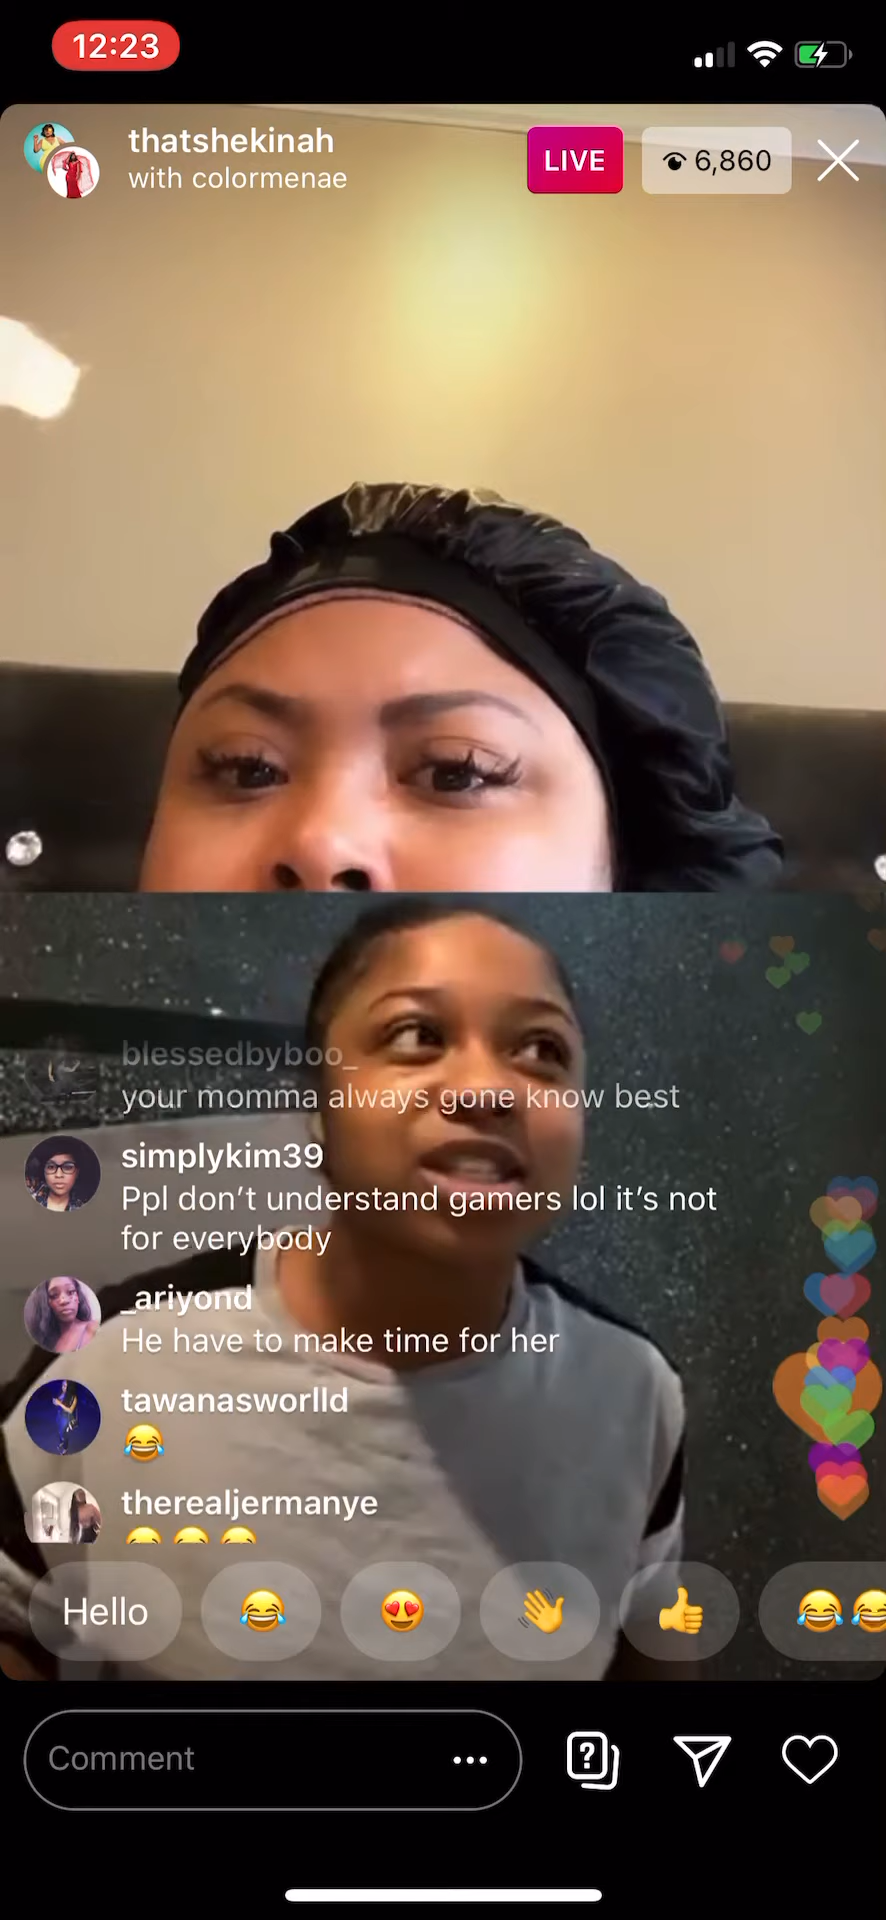 12:23
thatshekinah
with colormenae
LIVE
6,860
blessedbyboo_
your momma always gone know best
simplykim39
Ppl don’t understand gamers lol it’s not
for everybody
_ariyond
He have to make time for her
tawanasworlld
😂
therealjermanye
😂😂😂
Hello 😂 😍 👋 👍 😂😂
Comment